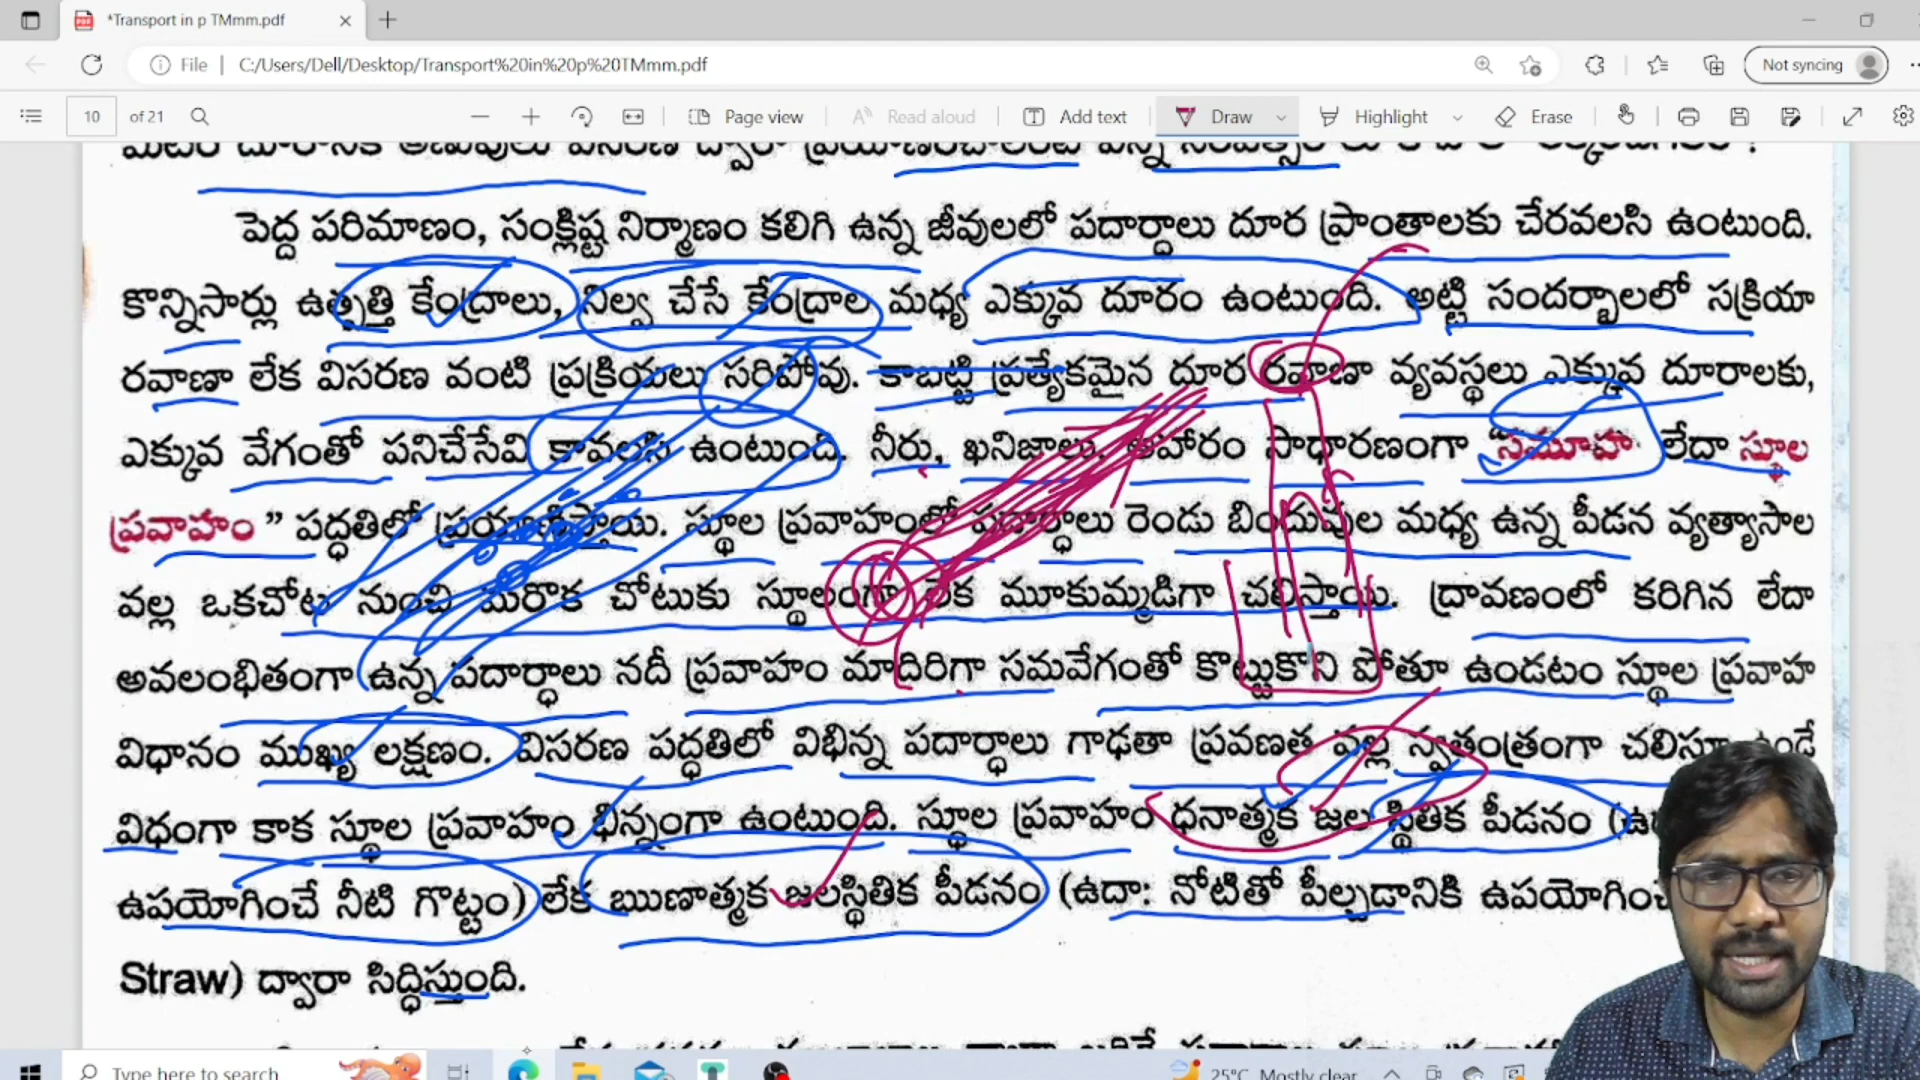 *Transport in p TMmm.pdf
File C:/Users/Dell/Desktop/Transport%20in%20p%20TMmm.pdf Not syncing
10 of 21 Page view Read aloud Add text Draw Highlight Erase
పెద్ద పరిమాణం, సంక్లిష్ట నిర్మాణం కలిగి ఉన్న జీవులలో పదార్థాలు దూర ప్రాంతాలకు చేరవలసి ఉంటుంది.
కొన్నిసార్లు ఉత్పత్తి కేంద్రాలు, నిల్వ చేసే కేంద్రాల మధ్య ఎక్కువ దూరం ఉంటుంది. అట్టి సందర్భాలలో సక్రియా
రవాణా లేక విసరణ వంటి ప్రక్రియలు సరిపోవు. కాబట్టి ప్రత్యేకమైన దూర రవాణా వ్యవస్థలు ఎక్కువ దూరాలకు,
ఎక్కువ వేగంతో పనిచేసేవి కావలసి ఉంటుంది. నీరు, ఖనిజాలు. ఆహారం సాధారణంగా "సమూహ లేదా స్థూల
ప్రవాహం" పద్ధతిలో ప్రయాణిస్తాయి. స్థూల ప్రవాహంలో పదార్థాలు రెండు బిందువుల మధ్య ఉన్న పీడన వ్యత్యాసాల
వల్ల ఒకచోట నుంచి మరొక చోటుకు స్థూలంగా లేక మూకుమ్మడిగా చలిస్తాయి. ద్రావణంలో కరిగిన లేదా
అవలంభితంగా ఉన్న పదార్థాలు నదీ ప్రవాహం మాదిరిగా సమవేగంతో కొట్టుకొని పోతూ ఉండటం స్థూల ప్రవాహ
విధానం ముఖ్య లక్షణం. విసరణ పద్ధతిలో విభిన్న పదార్థాలు గాఢతా ప్రవణత వల్ల స్వతంత్రంగా చలిస్తూ ఉండే
విధంగా కాక స్థూల ప్రవాహం భిన్నంగా ఉంటుంది. స్థూల ప్రవాహం ధనాత్మక జల స్థితిక పీడనం
ఉపయోగించే నీటి గొట్టం) లేక ఋణాత్మక జలస్థితిక పీడనం (ఉదా: నోటితో పీల్చడానికి
Straw) ద్వారా సిద్ధిస్తుంది.
Type here to search 25°C Mostly clear